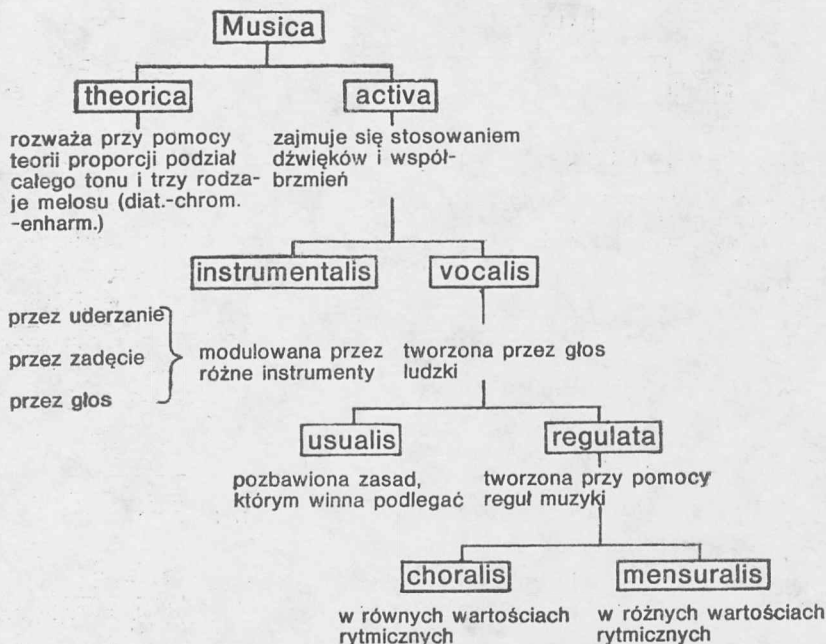 Musica
theorica
activa
rozważa przy pomocy
teorii proporcji podział
całego tonu i trzy rodza-
je melosu (diat.-chrom.
-enharm.)
zajmuje się stosowaniem
dźwięków i współ-
brzmień
instrumentalis
vocalis
przez uderzanie
przez zadęcie
przez głos
modulowana przez
różne instrumenty
tworzona przez głos
ludzki
usualis
regulata
pozbawiona zasad,
którym winna podlegać
tworzona przy pomocy
reguł muzyki
choralis
mensuralis
w równych wartościach
rytmicznych
w różnych wartościach
rytmicznych